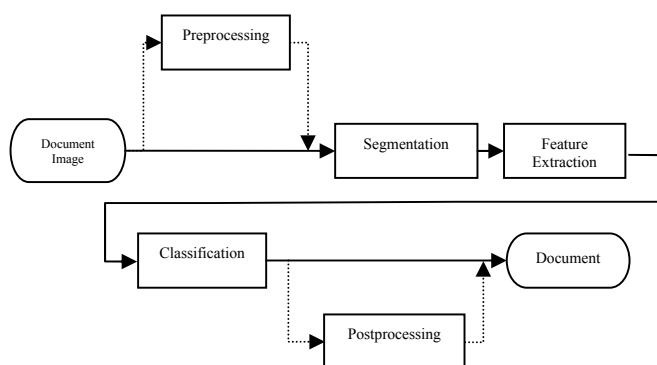 Preprocessing
Document
Image
Segmentation
Feature
Extraction
Classification
Document
Postprocessing